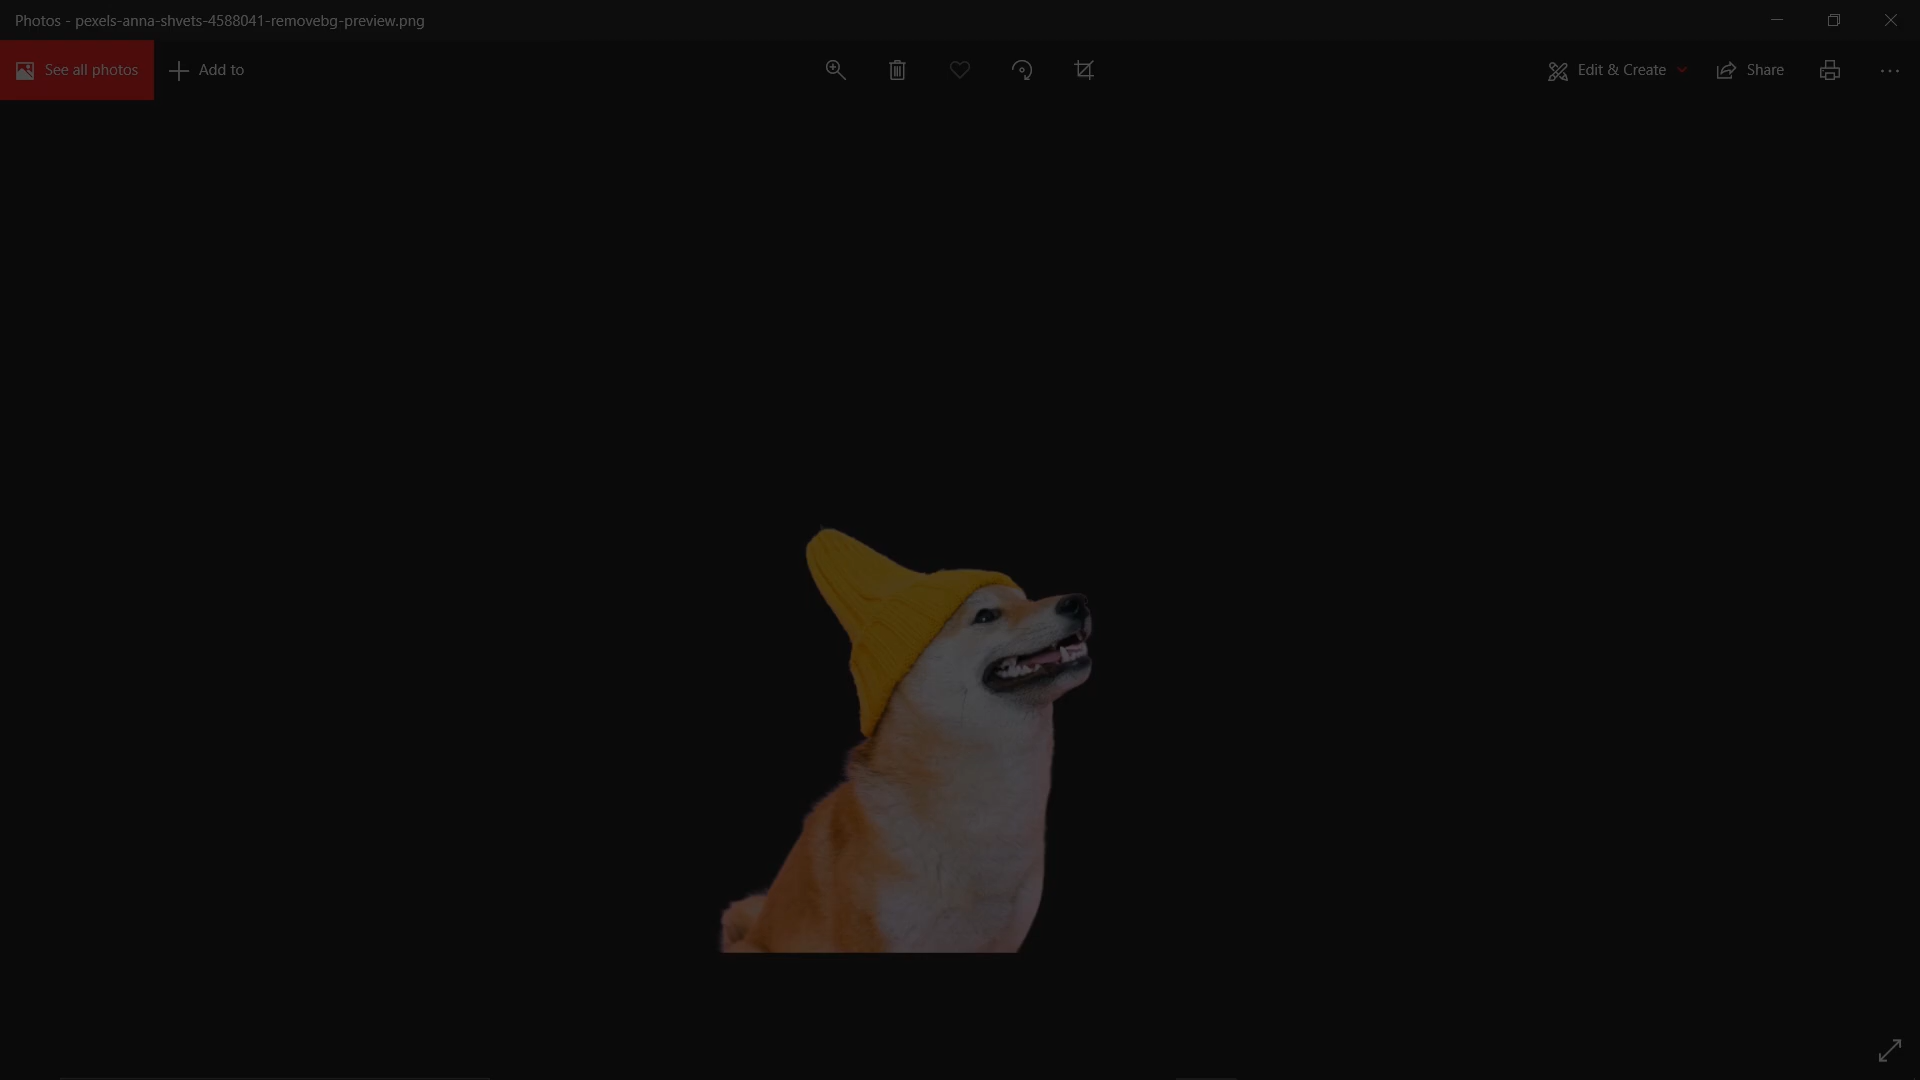 Photos - pexels-anna-shvets-4588041-removebg-preview.png
See all photos
Add to
Edit & Create
Share